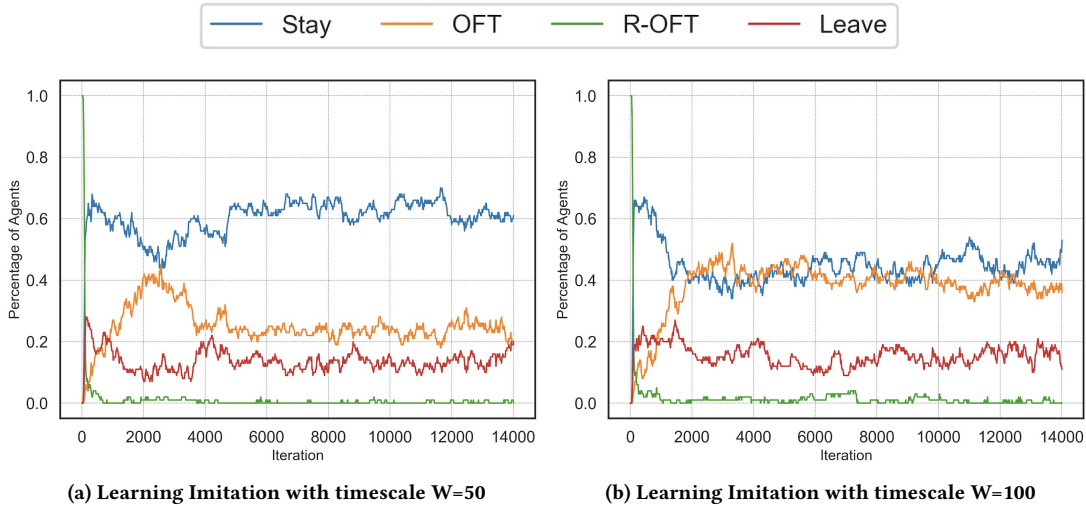 Stay OFT R-OFT Leave
1.0
0.8
0.6
0.4
0.2
0.0
Percentage of Agents
0 2000 4000 6000 8000 10000 12000 14000
Iteration
(a) Learning Imitation with timescale W=50
1.0
0.8
0.6
0.4
0.2
0.0
Percentage of Agents
0 2000 4000 6000 8000 10000 12000 14000
Iteration
(b) Learning Imitation with timescale W=100